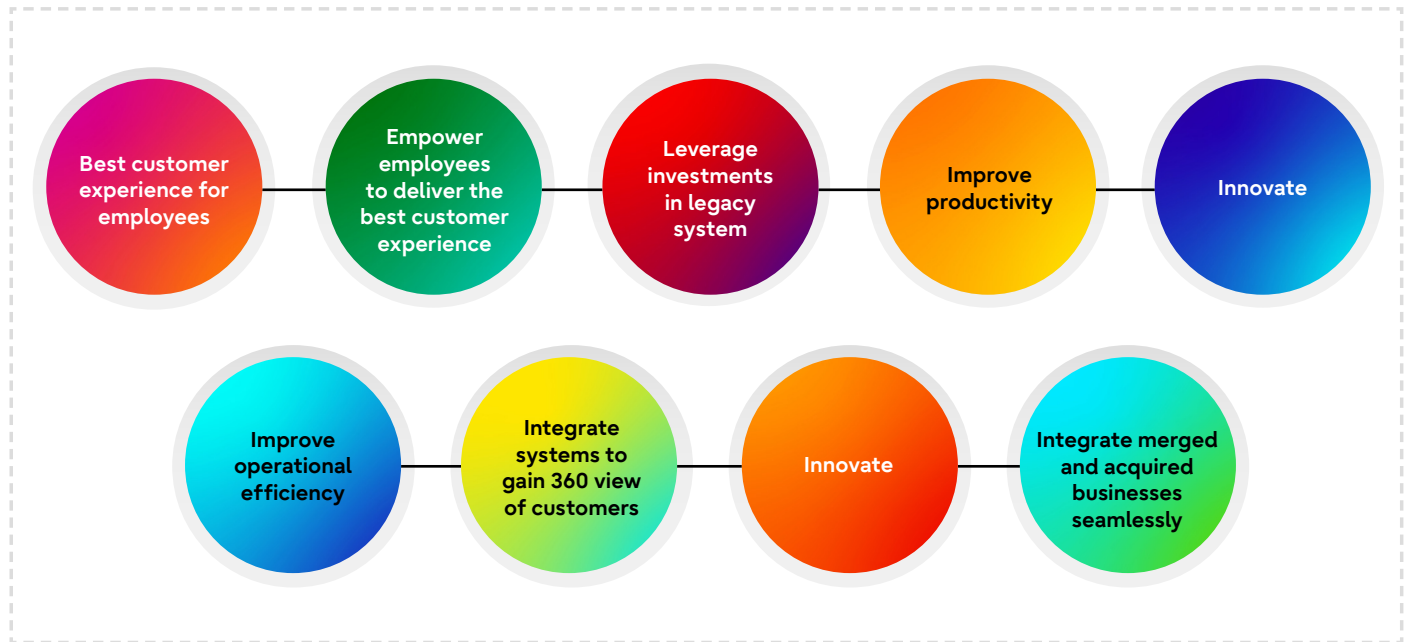 Best customer
experience for
employees
Empower
employees
to deliver the
best customer
experience
Leverage
investments
in legacy
system
Improve
productivity
Innovate
Improve
operational
efficiency
Integrate
systems to
gain 360 view
of customers
Innovate
Integrate merged
and acquired
businesses
seamlessly